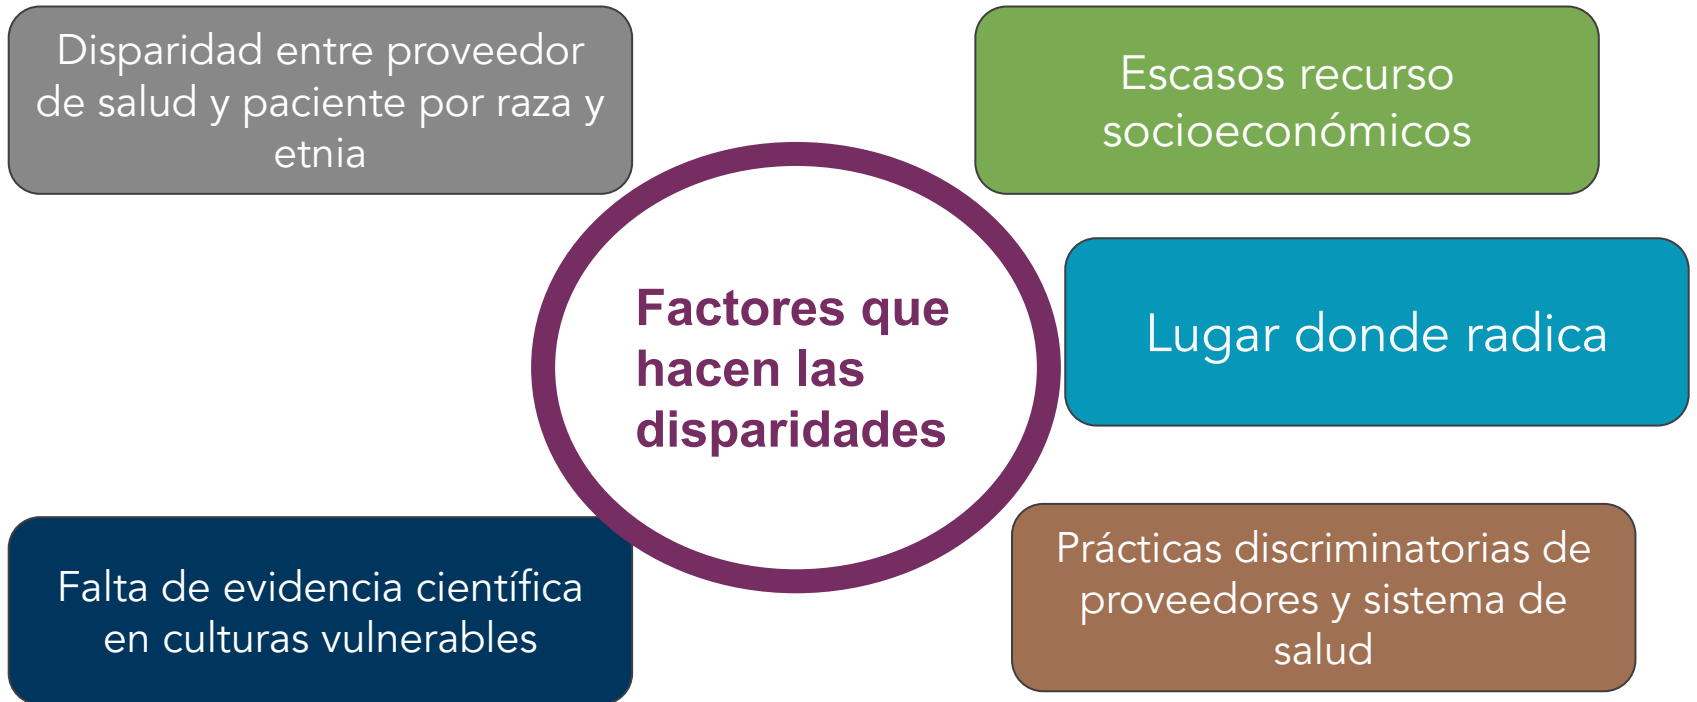 Disparidad entre proveedor
de salud y paciente por raza y
etnia
Escasos recurso
socioeconómicos
Factores que
hacen las
disparidades
Lugar donde radica
Falta de evidencia científica
en culturas vulnerables
Prácticas discriminatorias de
proveedores y sistema de
salud